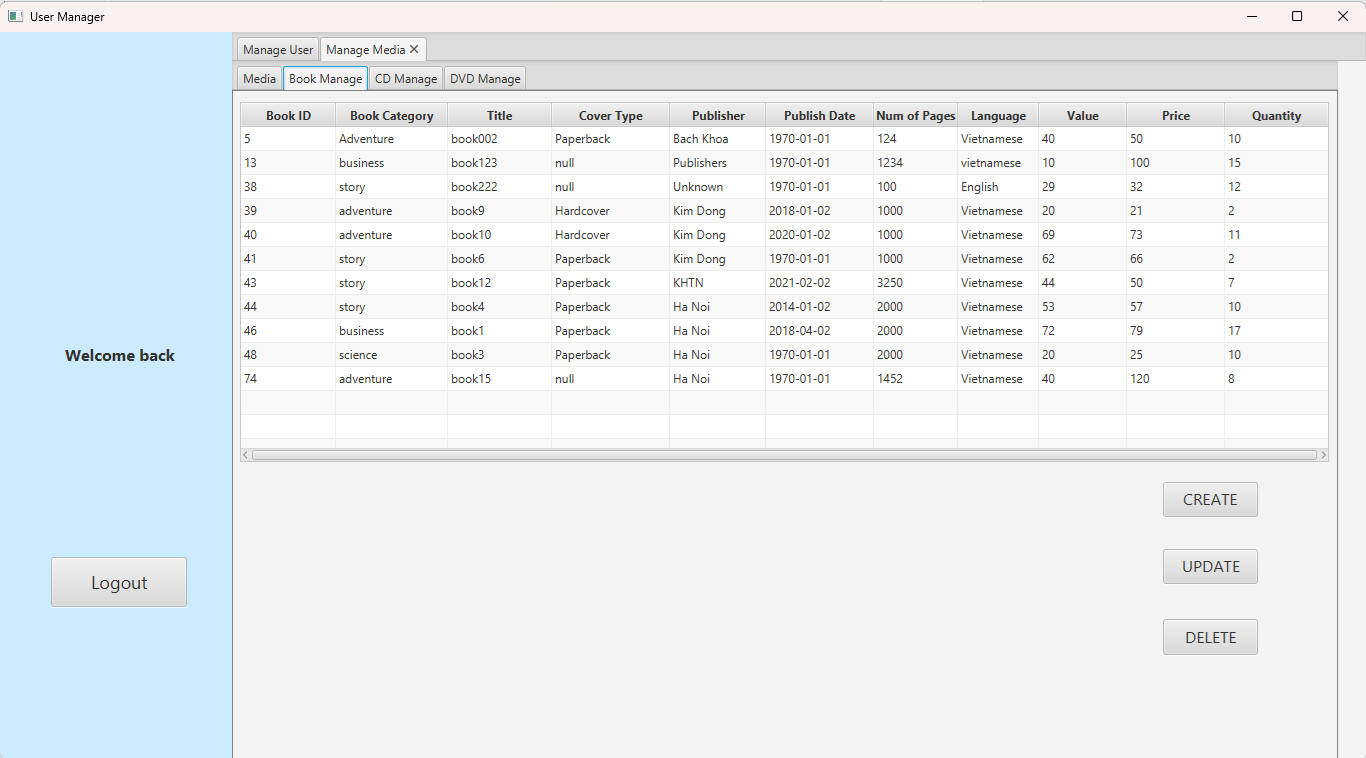 User Manager
Manage User Manage Media
Media Book Manage CD Manage DVD Manage
Book ID Book Category Title Cover Type Publisher Publish Date Num of Pages Language Value Price Quantity
5 Adventure book002 Paperback Bach Khoa 1970-01-01 124 Vietnamese 40 50 10
13 business book123 null Publishers 1970-01-01 1234 vietnamese 10 100 15
38 story book222 null Unknown 1970-01-01 100 English 29 32 12
39 adventure book9 Hardcover Kim Dong 2018-01-02 1000 Vietnamese 20 21 2
40 adventure book10 Hardcover Kim Dong 2020-01-02 1000 Vietnamese 69 73 11
41 story book6 Paperback Kim Dong 1970-01-01 1000 Vietnamese 62 66 2
43 story book12 Paperback KHTN 2021-02-02 3250 Vietnamese 44 50 7
44 story book4 Paperback Ha Noi 2014-01-02 2000 Vietnamese 53 57 10
46 business book1 Paperback Ha Noi 2018-04-02 2000 Vietnamese 72 79 17
48 science book3 Paperback Ha Noi 1970-01-01 2000 Vietnamese 20 25 10
74 adventure book15 null Ha Noi 1970-01-01 1452 Vietnamese 40 120 8
Welcome back
Logout
CREATE
UPDATE
DELETE